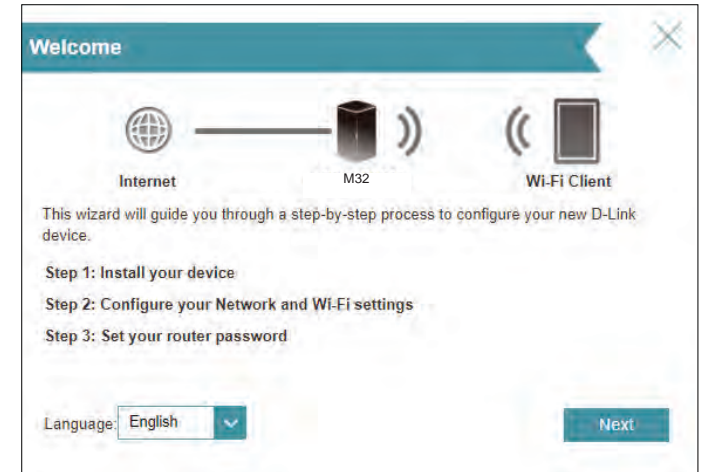 Welcome
Internet
M32
Wi-Fi Client
This wizard will guide you through a step-by-step process to configure your new D-Link
device.
Step 1: Install your device
Step 2: Configure your Network and Wi-Fi settings
Step 3: Set your router password
Language: English
Next